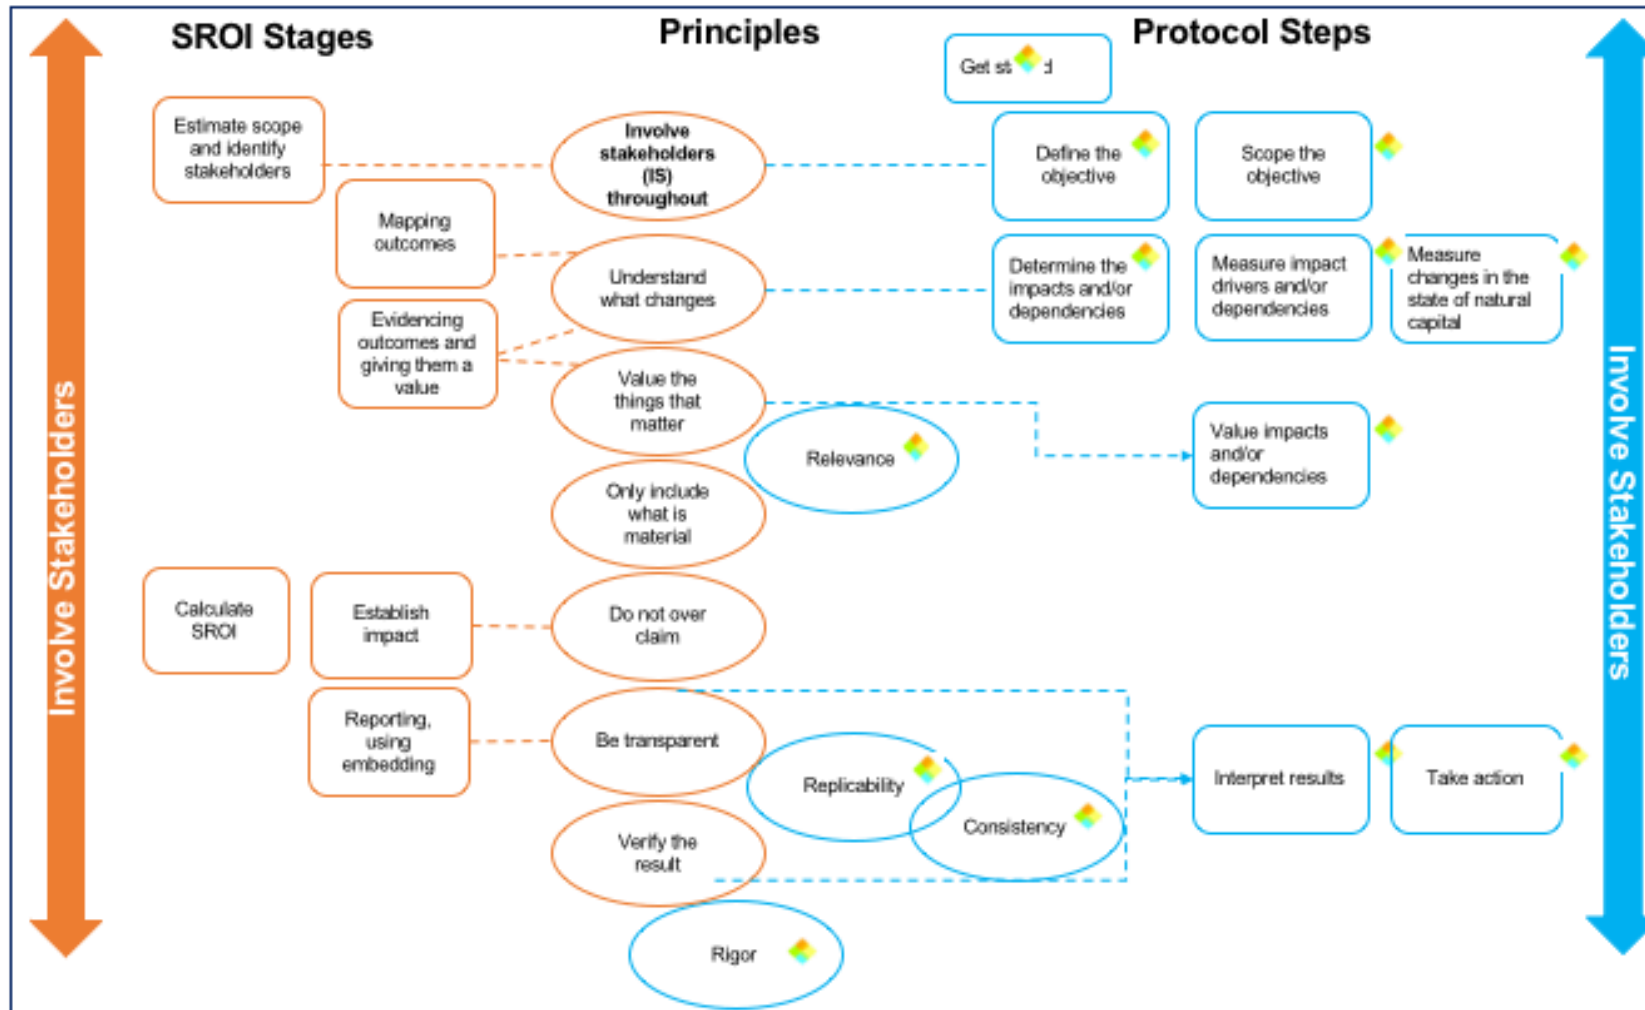 SROI Stages
Principles
Protocol Steps
Get
Estimate scope
and identify
stakeholders
Involve
stakeholders
(IS)
throughout
Define the
objective
Scope the
objective
Mapping
outcomes
Understand
what changes
Determine the
impacts and/or
dependencies
Measure impact
drivers and/or
dependencies
Measure
changes in the
state of natural
capital
Evidencing
outcomes and
giving them a
value
Value the
things that
matter
Relevance
Value impacts
and/or
dependencies
Only include
what is
material
Calculate
SROI
Establish
impact
Do not over
claim
Reporting,
using
embedding
Be transparent
Replicability
Consistency
Interpret results
Take action
Verify the
result
Rigor
Involve Stakeholders
Involve Stakeholders